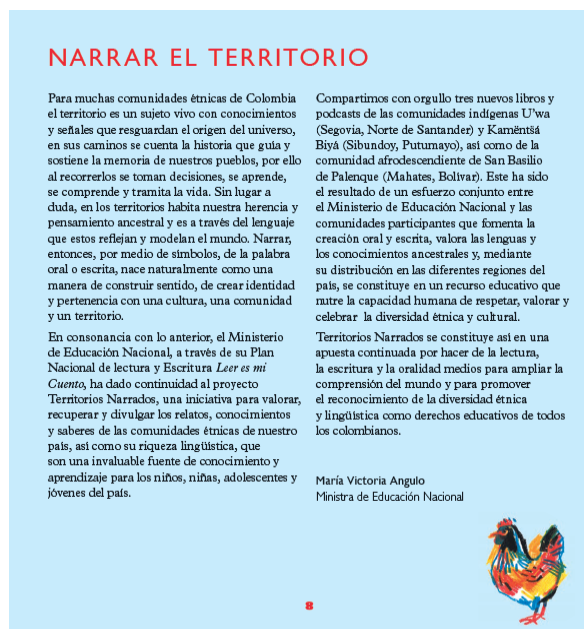 NARRAR EL TERRITORIO
Para muchas comunidades étnicas de Colombia
el territorio es un sujeto vivo con conocimientos
y señales que resguardan el origen del universo,
en sus caminos se cuenta la historia que guía y
sostiene la memoria de nuestros pueblos, por ello
al recorrerlos se toman decisiones, se aprende,
se comprende y tramita la vida. Sin lugar a
duda, en los territorios habita nuestra herencia y
pensamiento ancestral y es a través del lenguaje
que estos reflejan y modelan el mundo. Narrar,
entonces, por medio de símbolos, de la palabra
oral o escrita, nace naturalmente como una
manera de construir sentido, de crear identidad
y pertenencia con una cultura, una comunidad
y un territorio.
En consonancia con lo anterior, el Ministerio
de Educación Nacional, a través de su Plan
Nacional de lectura y Escritura Leer es mi
Cuento, ha dado continuidad al proyecto
Territorios Narrados, una iniciativa para valorar,
recuperar y divulgar los relatos, conocimientos
y saberes de las comunidades étnicas de nuestro
país, así como su riqueza lingüística, que
son una invaluable fuente de conocimiento y
aprendizaje para los niños, niñas, adolescentes y
jóvenes del país.
Compartimos con orgullo tres nuevos libros y
podcasts de las comunidades indígenas U'wa
(Segovia, Norte de Santander) y Kamëntšá
Biyá (Sibundoy, Putumayo), así como de la
comunidad afrodescendiente de San Basilio
de Palenque (Mahates, Bolívar). Este ha sido
el resultado de un esfuerzo conjunto entre
el Ministerio de Educación Nacional y las
comunidades participantes que fomenta la
creación oral y escrita, valora las lenguas y
los conocimientos ancestrales y, mediante
su distribución en las diferentes regiones del
país, se constituye en un recurso educativo que
nutre la capacidad humana de respetar, valorar y
celebrar la diversidad étnica y cultural.
Territorios Narrados se constituye así en una
apuesta continuada por hacer de la lectura,
la escritura y la oralidad medios para ampliar la
comprensión del mundo y para promover
el reconocimiento de la diversidad étnica
y lingüística como derechos educativos de todos
los colombianos.
María Victoria Angulo
Ministra de Educación Nacional
8